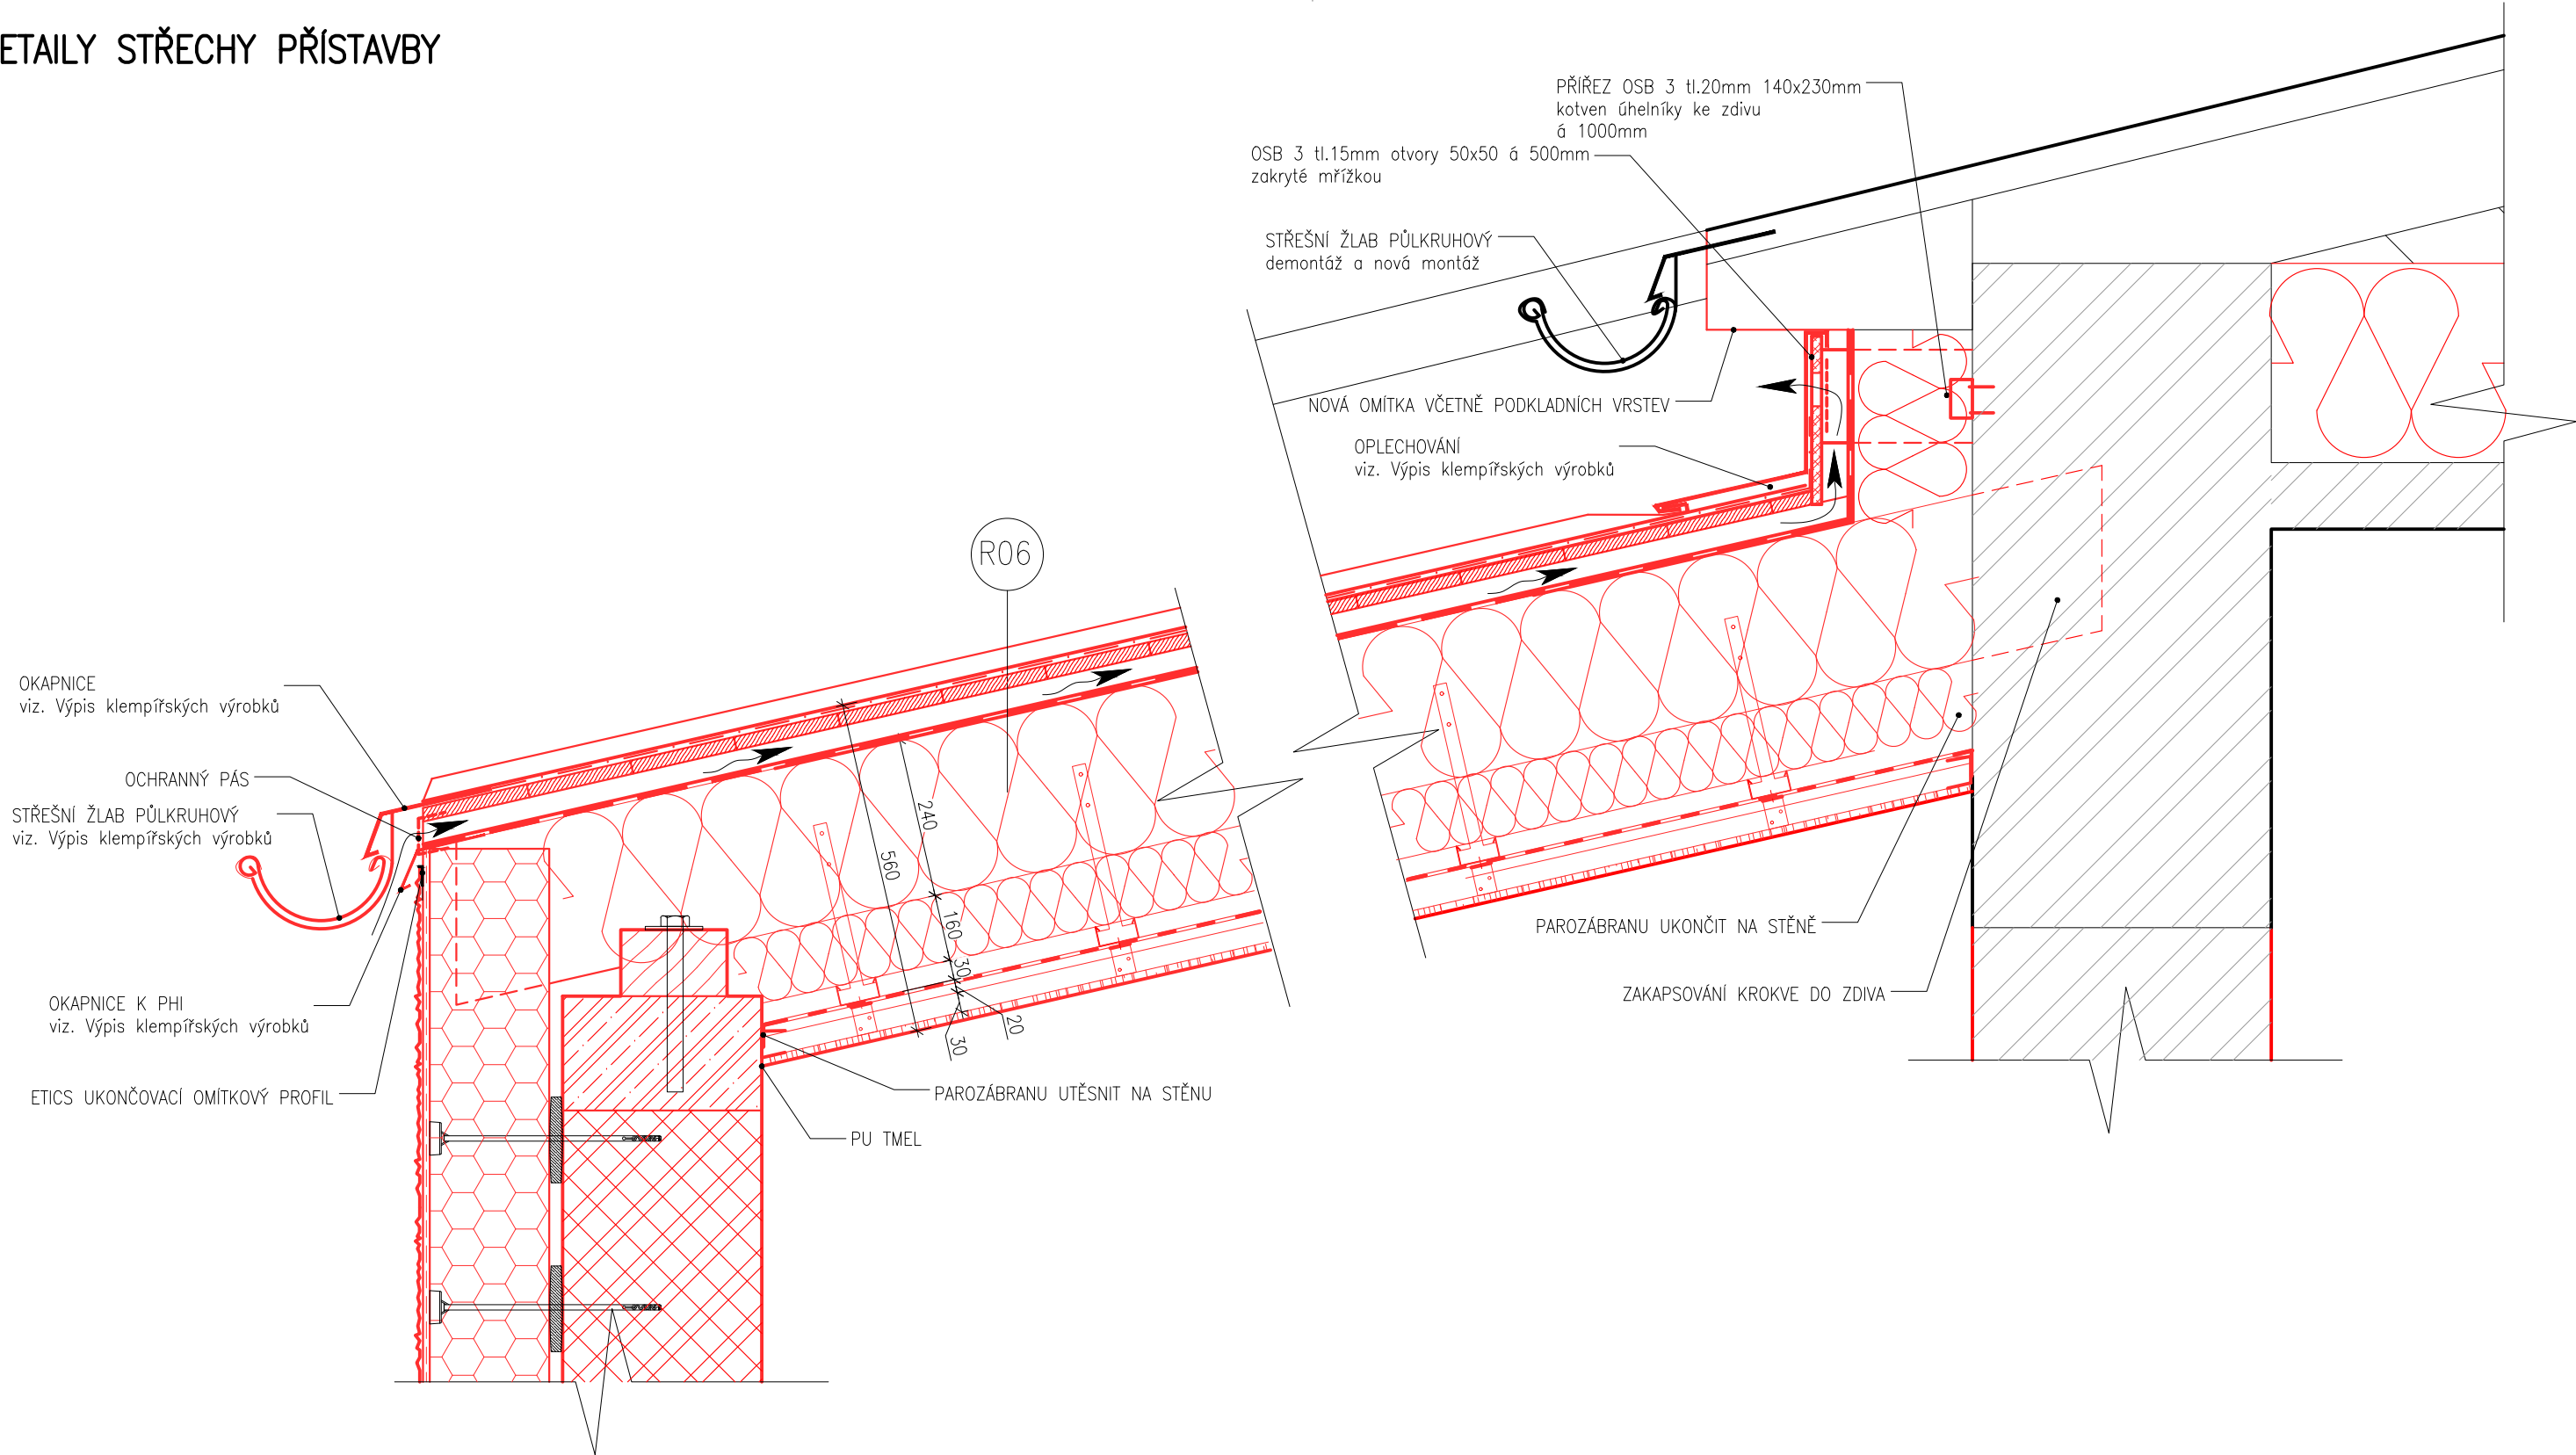 ETAILY STŘECHY PŘÍSTAVBY
PŘÍŘEZ OSB 3 tl.20mm 140x230mm
kotven úhelníky ke zdivu
á 1000mm
OSB 3 tl.15mm otvory 50x50 á 500mm
zakryté mřížkou
STŘEŠNÍ ŽLAB PŮLKRUHOVÝ
demontáž a nová montáž
NOVÁ OMÍTKA VČETNĚ PODKLADNÍCH VRSTEV
OPLECHOVÁNÍ
viz. Výpis klempířských výrobků
R06
OKAPNICE
viz. Výpis klempířských výrobků
OCHRANNÝ PÁS
STŘEŠNÍ ŽLAB PŮLKRUHOVÝ
viz. Výpis klempířských výrobků
240
560
160
30
20
30
OKAPNICE K PHI
viz. Výpis klempířských výrobků
ETICS UKONČOVACÍ OMÍTKOVÝ PROFIL
PAROZÁBRANU UTĚSNIT NA STĚNU
PU TMEL
PAROZÁBRANU UKONČIT NA STĚNĚ
ZAKAPSOVÁNÍ KROKVE DO ZDIVA